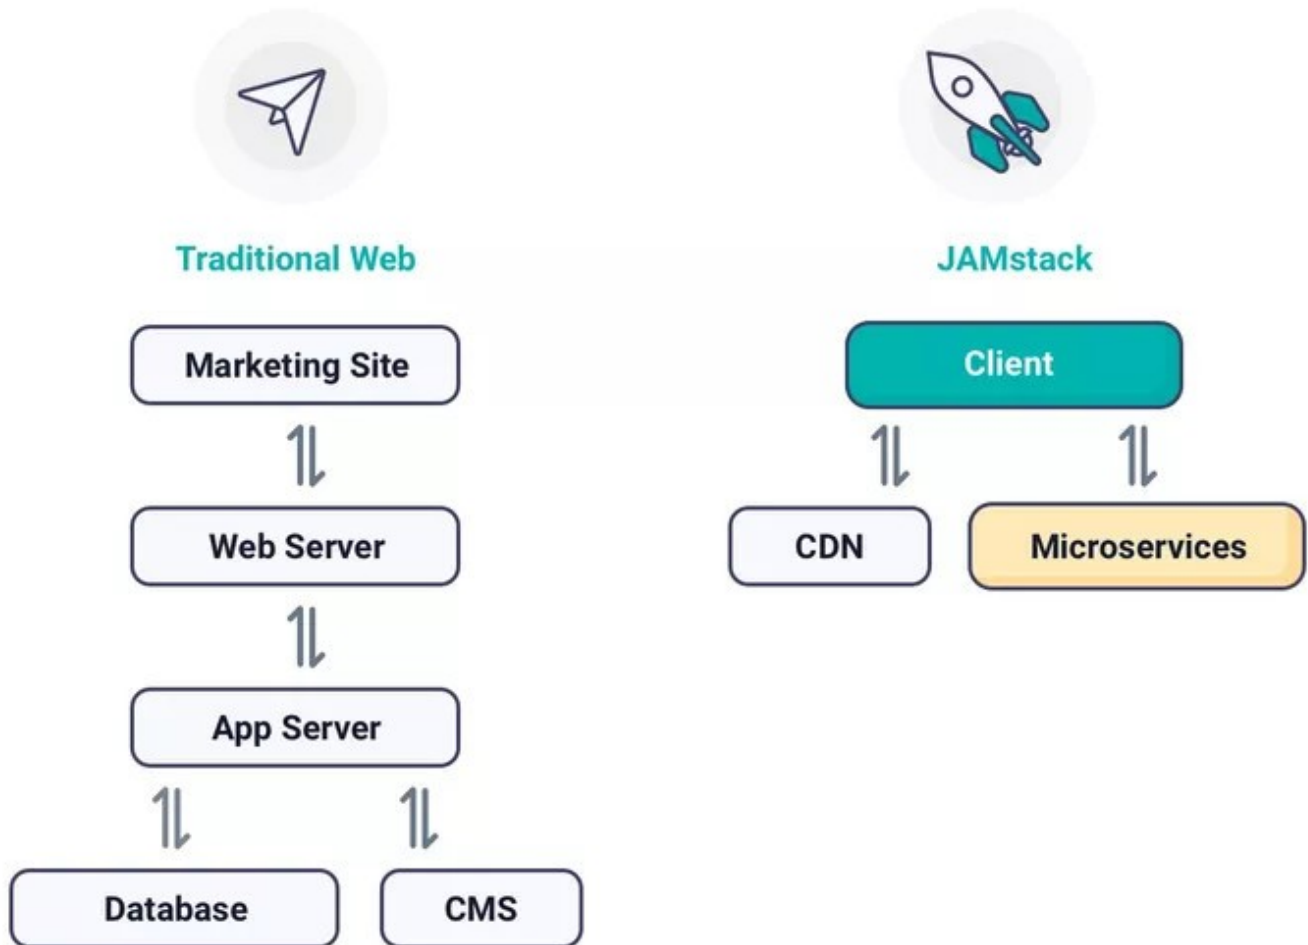 Traditional Web
Marketing Site
Web Server
App Server
Database
CMS
JAMstack
Client
CDN
Microservices